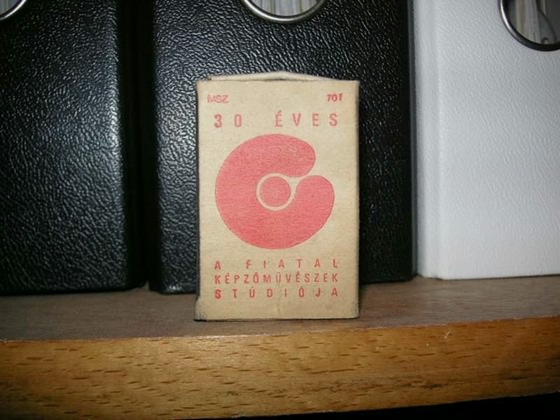 MSZ 701
30 ÉVES
A FIATAL
KÉPZŐMŰVÉSZEK
STÚDIÓJA